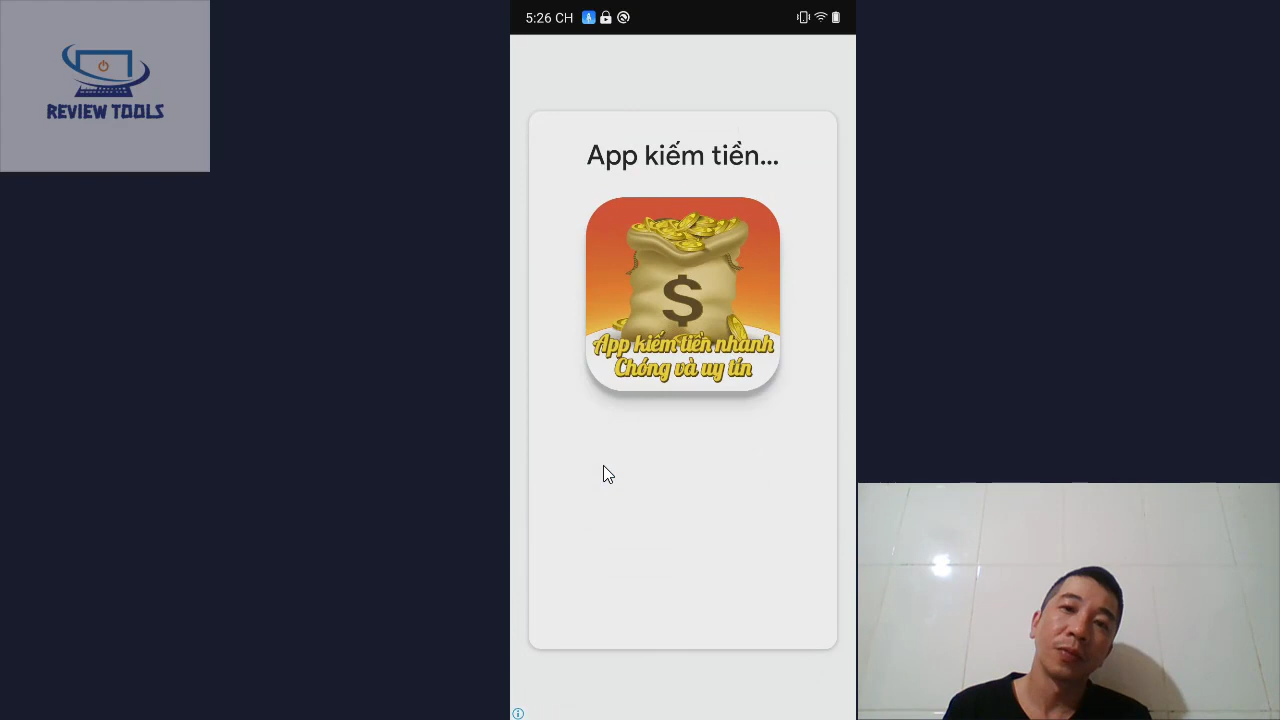 5:26 CH
REVIEW TOOLS
App kiếm tiền...
$
App kiếm tiền nhanh
Chóng và uy tín